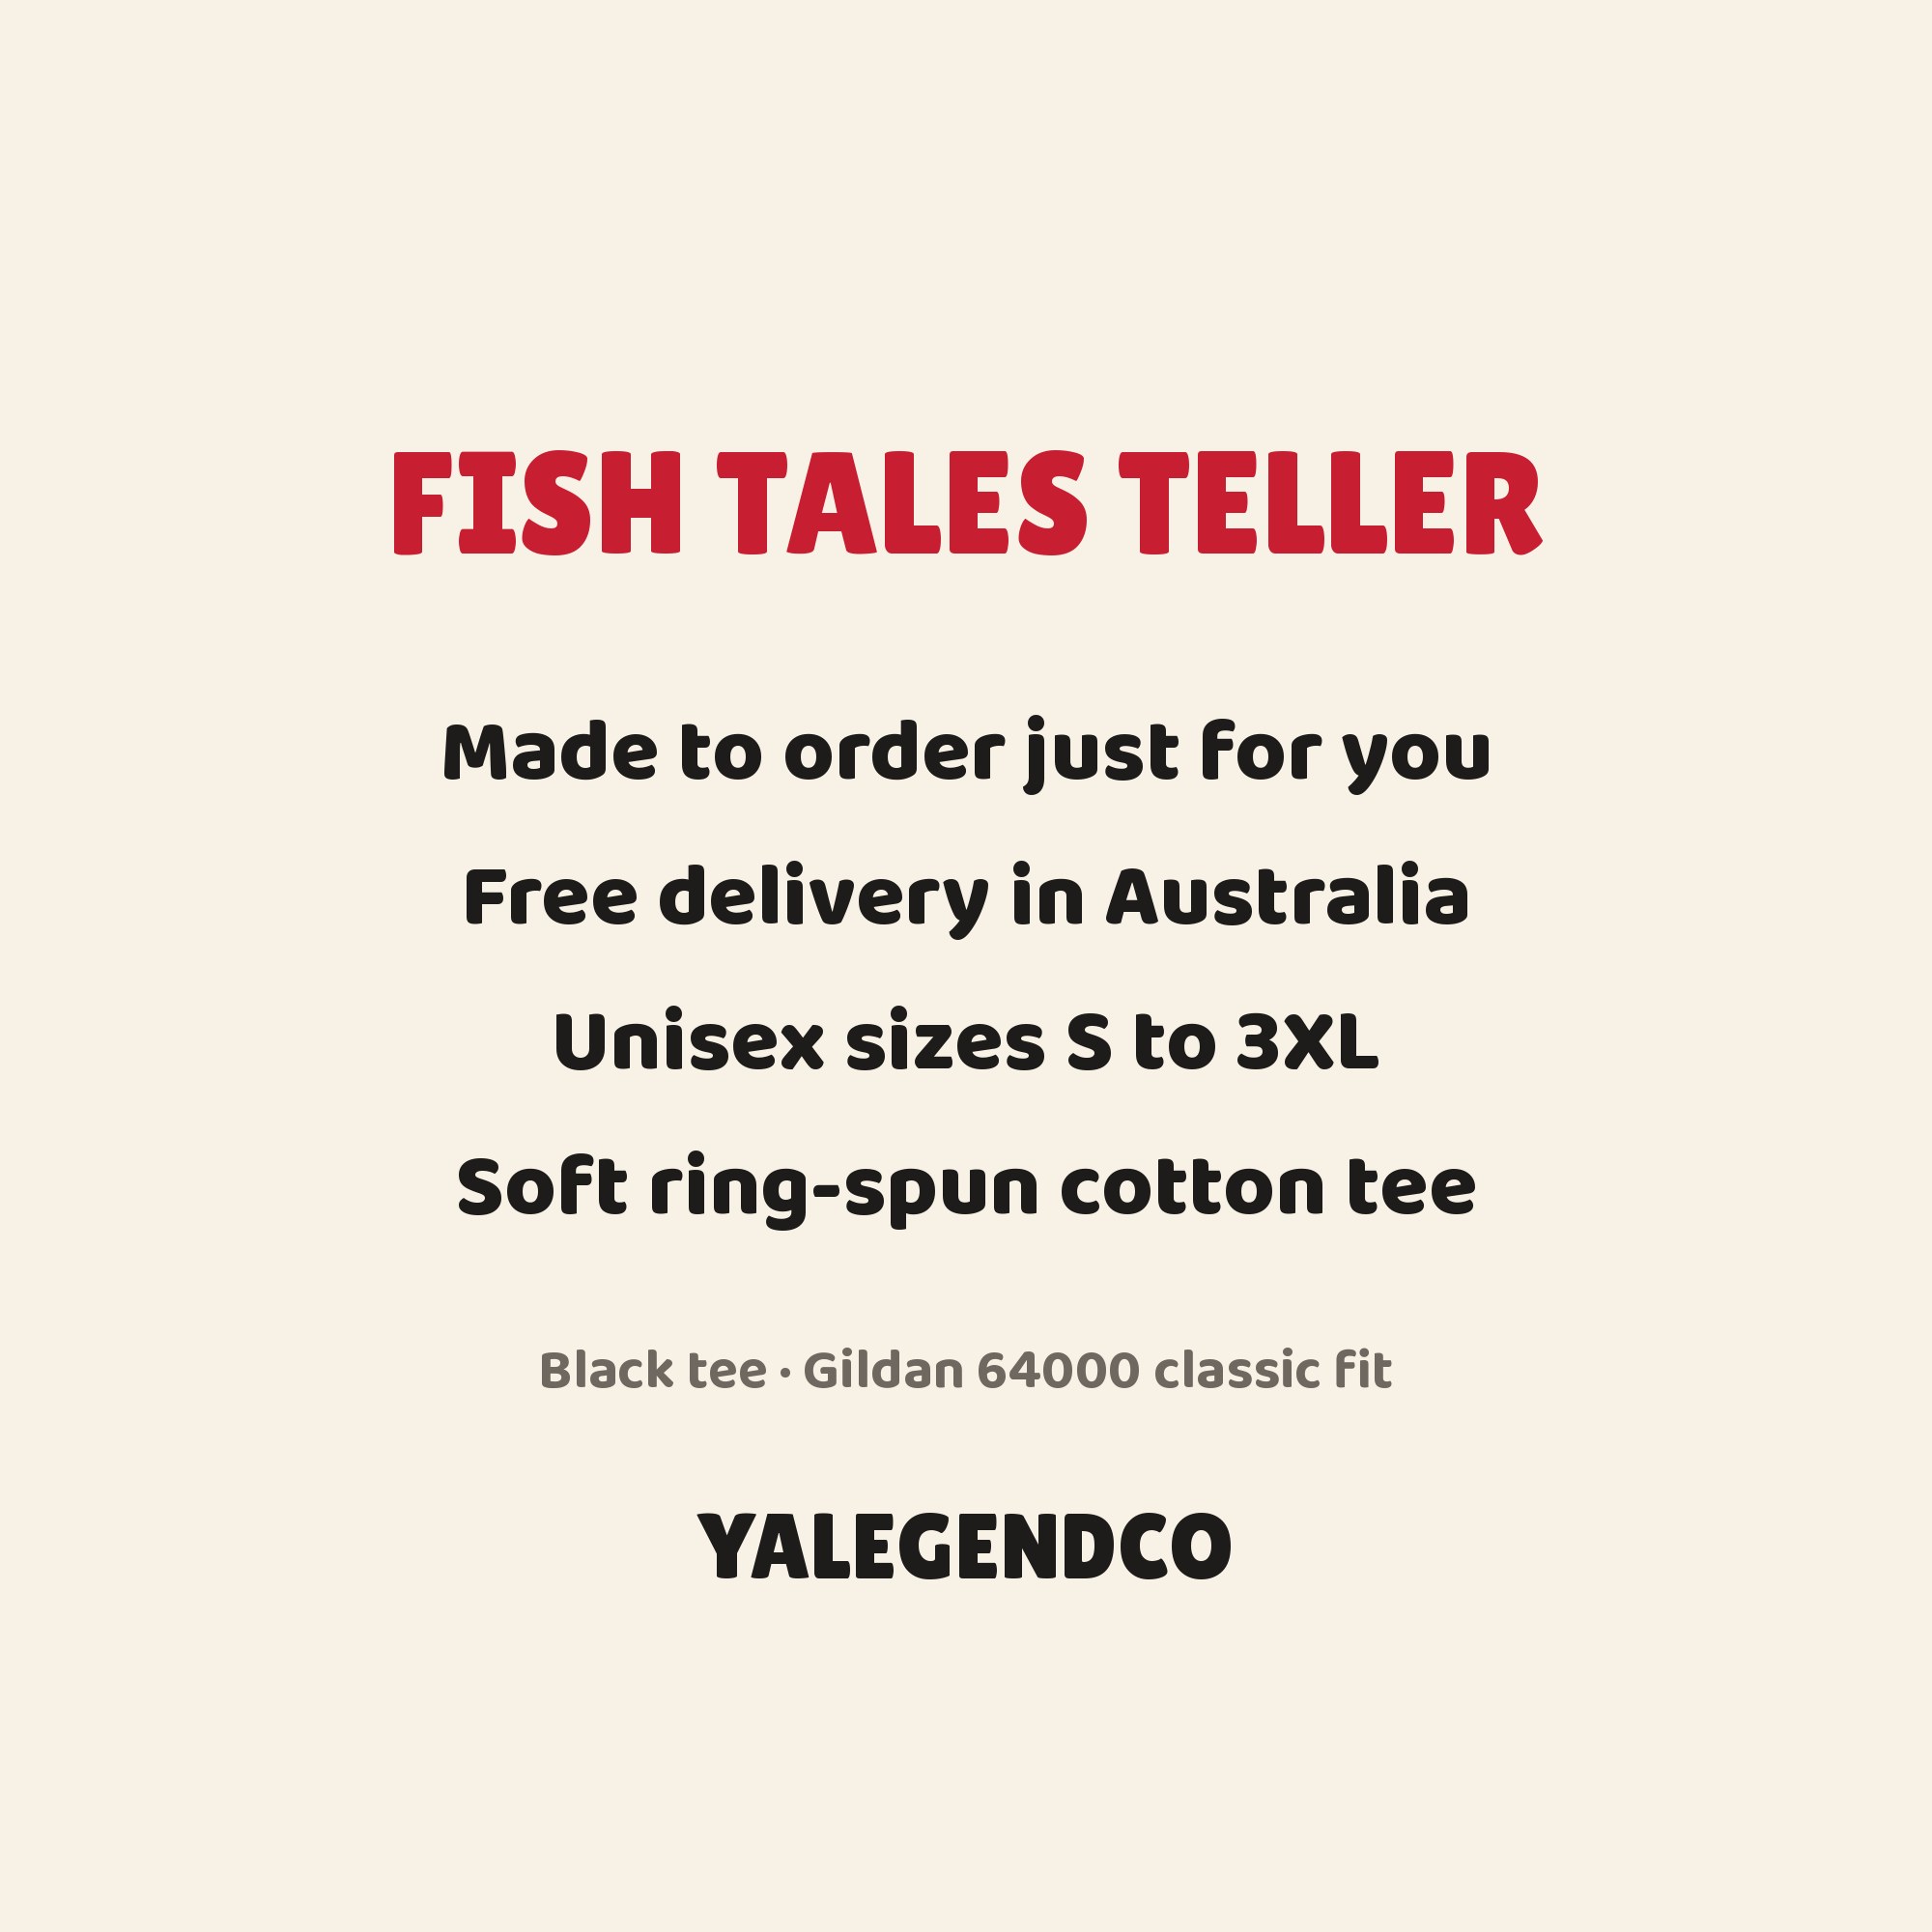 FISH TALES TELLER
Made to order just for you
Free delivery in Australia
Unisex sizes S to 3XL
Soft ring-spun cotton tee
Black tee • Gildan 64000 classic fit
YALEGENDCO